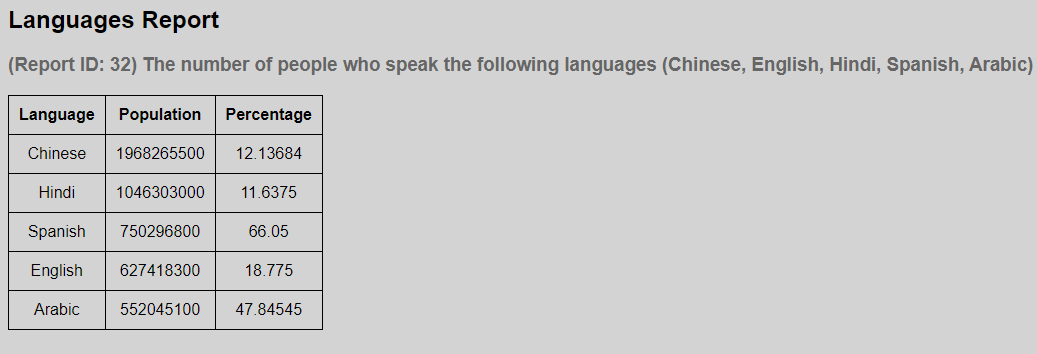 Languages Report
(Report ID: 32) The number of people who speak the following languages (Chinese, English, Hindi, Spanish, Arabic)
Language Population Percentage
Chinese 1968265500 12.13684
Hindi 1046303000 11.6375
Spanish 750296800 66.05
English 627418300 18.775
Arabic 552045100 47.84545